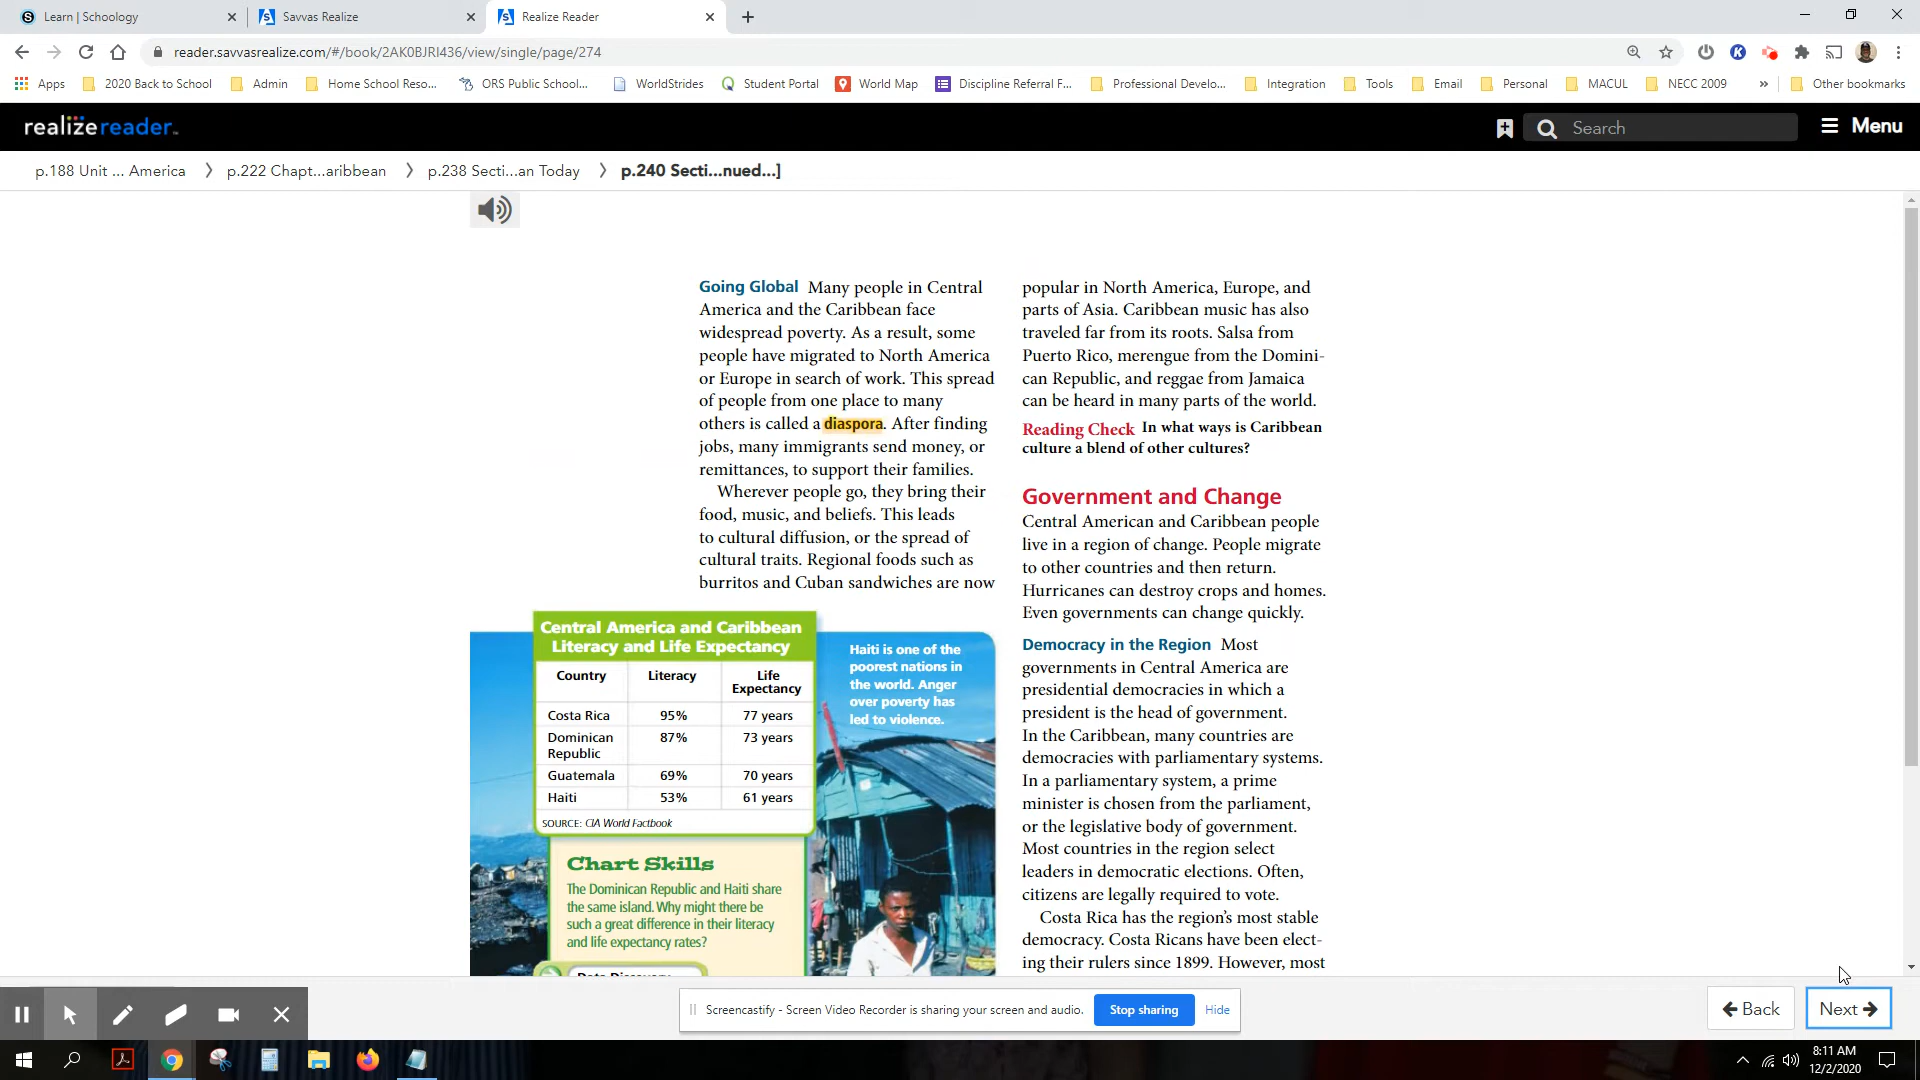 Learn | Schoology
Savvas Realize
Realize Reader
reader.savvasrealize.com/#/book/2AK0BJRI436/view/single/page/274
Apps
2020 Back to School
Admin
Home School Reso...
ORS Public School...
WorldStrides
Student Portal
World Map
Discipline Referral F...
Professional Develo...
Integration
Tools
Email
Personal
MACUL
NECC 2009
»
Other bookmarks
realizereader
Search
Menu
p.188 Unit ... America
p.222 Chapt...aribbean
p.238 Secti...an Today
p.240 Secti...nued...]
Going Global Many people in Central
America and the Caribbean face
widespread poverty. As a result, some
people have migrated to North America
or Europe in search of work. This spread
of people from one place to many
others is called a diaspora. After finding
jobs, many immigrants send money, or
remittances, to support their families.
Wherever people go, they bring their
food, music, and beliefs. This leads
to cultural diffusion, or the spread of
cultural traits. Regional foods such as
burritos and Cuban sandwiches are now
Central America and Caribbean
Literacy and Life Expectancy
Country Literacy Life
Expectancy
Costa Rica 95% 77 years
Dominican 87% 73 years
Republic
Guatemala 69% 70 years
Haiti 53% 61 years
SOURCE: CIA World Factbook
Haiti is one of the
poorest nations in
the world. Anger
over poverty has
led to violence.
Chart Skills
The Dominican Republic and Haiti share
the same island. Why might there be
such a great difference in their literacy
and life expectancy rates?
Data Discovery
popular in North America, Europe, and
parts of Asia. Caribbean music has also
traveled far from its roots. Salsa from
Puerto Rico, merengue from the Domini-
can Republic, and reggae from Jamaica
can be heard in many parts of the world.
Reading Check In what ways is Caribbean
culture a blend of other cultures?
Government and Change
Central American and Caribbean people
live in a region of change. People migrate
to other countries and then return.
Hurricanes can destroy crops and homes.
Even governments can change quickly.
Democracy in the Region Most
governments in Central America are
presidential democracies in which a
president is the head of government.
In the Caribbean, many countries are
democracies with parliamentary systems.
In a parliamentary system, a prime
minister is chosen from the parliament,
or the legislative body of government.
Most countries in the region select
leaders in democratic elections. Often,
citizens are legally required to vote.
Costa Rica has the region's most stable
democracy. Costa Ricans have been elect-
ing their rulers since 1899. However, most
Screencastify - Screen Video Recorder is sharing your screen and audio.
Stop sharing
Hide
Back
Next
8:11 AM
12/2/2020